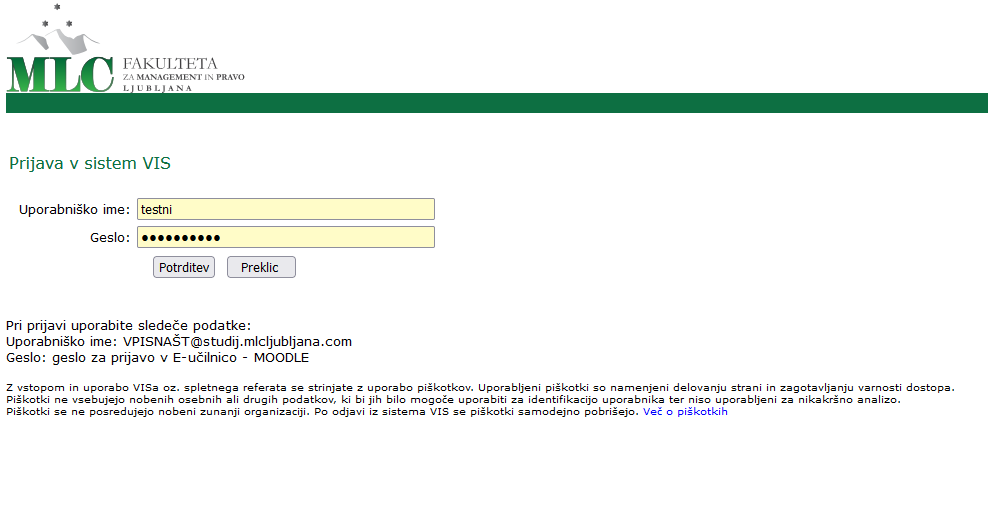 MLC FAKULTETA
ZA MANAGEMENT IN PRAVO
LJUBLJANA
Prijava v sistem VIS
Uporabniško ime: testni
Geslo: ●●●●●●●●●●
Potrditev Preklic
Pri prijavi uporabite sledeče podatke:
Uporabniško ime: VPISNAŠT@studij.mlcljubljana.com
Geslo: geslo za prijavo v E-učilnico - MOODLE
Z vstopom in uporabo VISa oz. spletnega referata se strinjate z uporabo piškotkov. Uporabljeni piškotki so namenjeni delovanju strani in zagotavljanju varnosti dostopa.
Piškotki ne vsebujejo nobenih osebnih ali drugih podatkov, ki bi jih bilo mogoče uporabiti za identifikacijo uporabnika ter niso uporabljeni za nikakršno analizo.
Piškotki se ne posredujejo nobeni zunanji organizaciji. Po odjavi iz sistema VIS se piškotki samodejno pobrišejo. Več o piškotkih